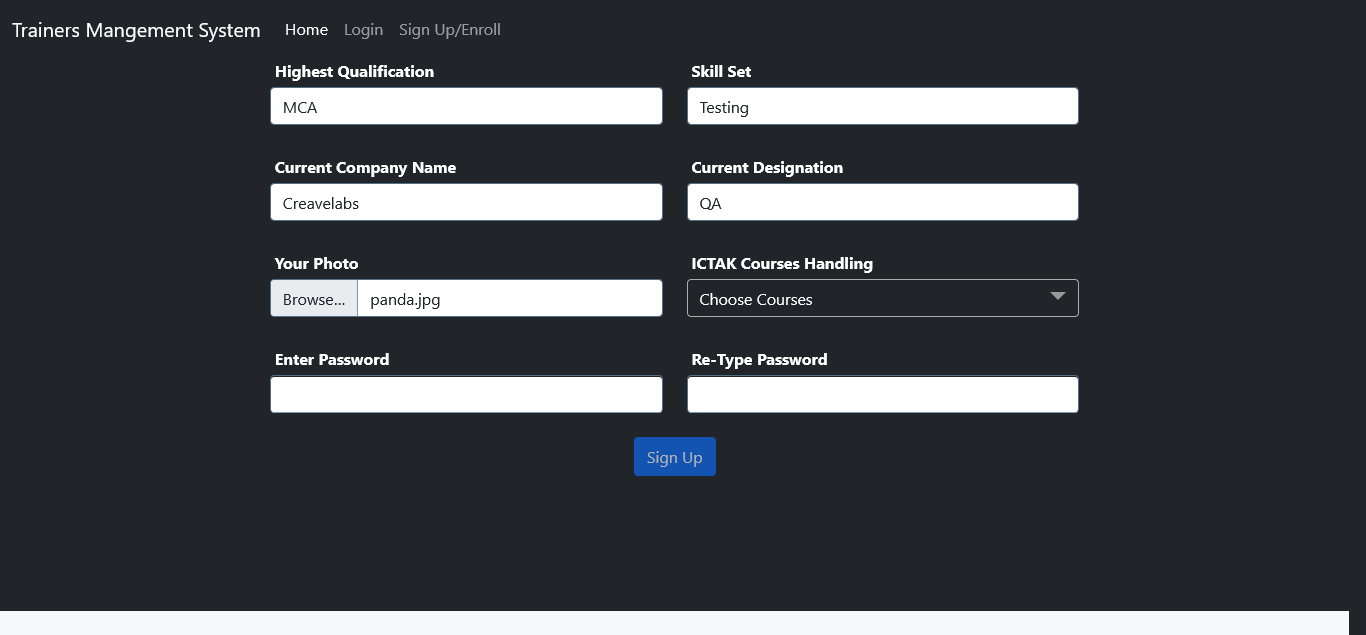 Trainers Mangement System Home Login Sign Up/Enroll
Highest Qualification Skill Set
MCA Testing
Current Company Name Current Designation
Creavelabs QA
Your Photo ICTAK Courses Handling
Browse... panda.jpg Choose Courses
Enter Password Re-Type Password
Sign Up